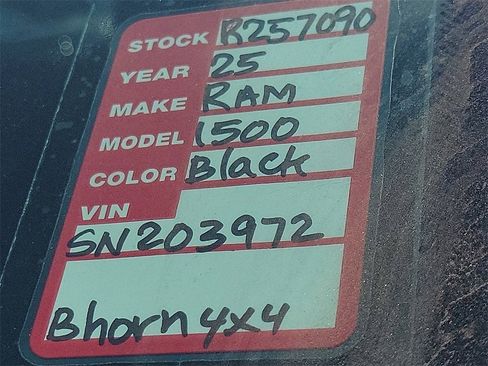 STOCK R257090
YEAR 25
MAKE RAM
MODEL 1500
COLOR Black
VIN
SN203972
Bhorn 4x4